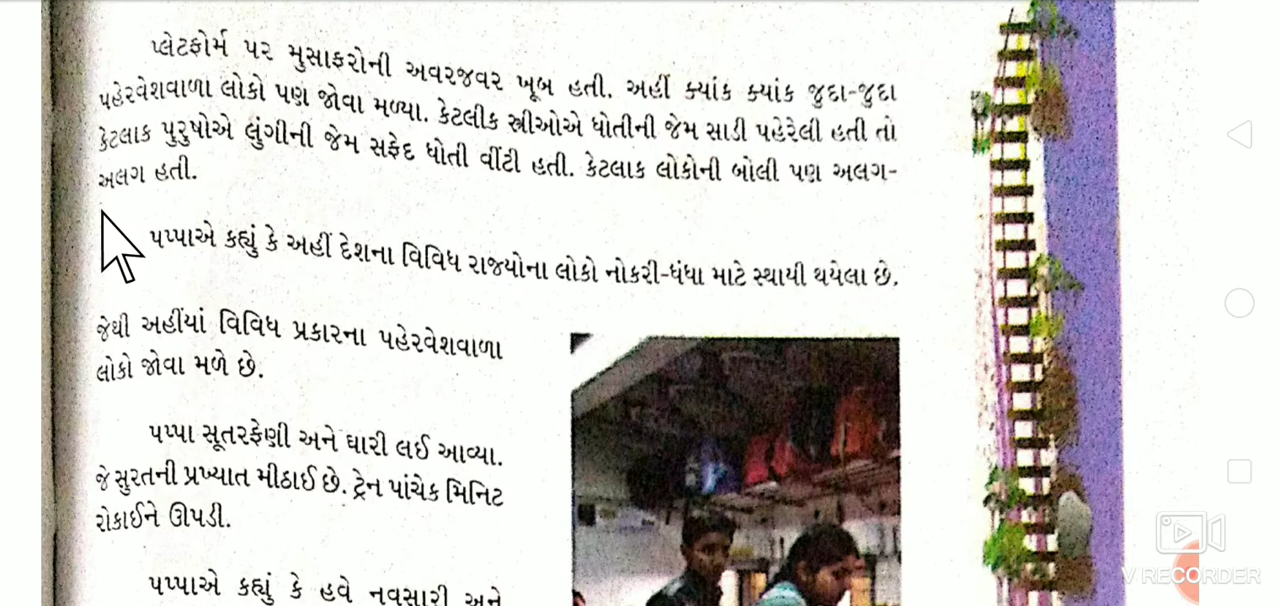 પ્લેટફોર્મ પર મુસાફરોની અવરજવર ખૂબ હતી. અહીં ક્યાંક ક્યાંક જુદા-જુદા
પહેરવેશવાળા લોકો પણ જોવા મળ્યા. કેટલીક સ્ત્રીઓએ ધોતીની જેમ સાડી પહેરેલી હતી તો
કેટલાક પુરુષોએ લુંગીની જેમ સફેદ ધોતી વીંટી હતી. કેટલાક લોકોની બોલી પણ અલગ-
અલગ હતી.
પપ્પાએ કહ્યું કે અહીં દેશના વિવિધ રાજ્યોના લોકો નોકરી-ધંધા માટે સ્થાયી થયેલા છે.
જેથી અહીંયાં વિવિધ પ્રકારના પહેરવેશવાળા
લોકો જોવા મળે છે.
પપ્પા સૂતરફેણી અને ઘારી લઈ આવ્યા.
જે સુરતની પ્રખ્યાત મીઠાઈ છે. ટ્રેન પાંચેક મિનિટ
રોકાઈને ઊપડી.
પપ્પાએ કહ્યું કે હવે નવસારી અને
V RECORDER